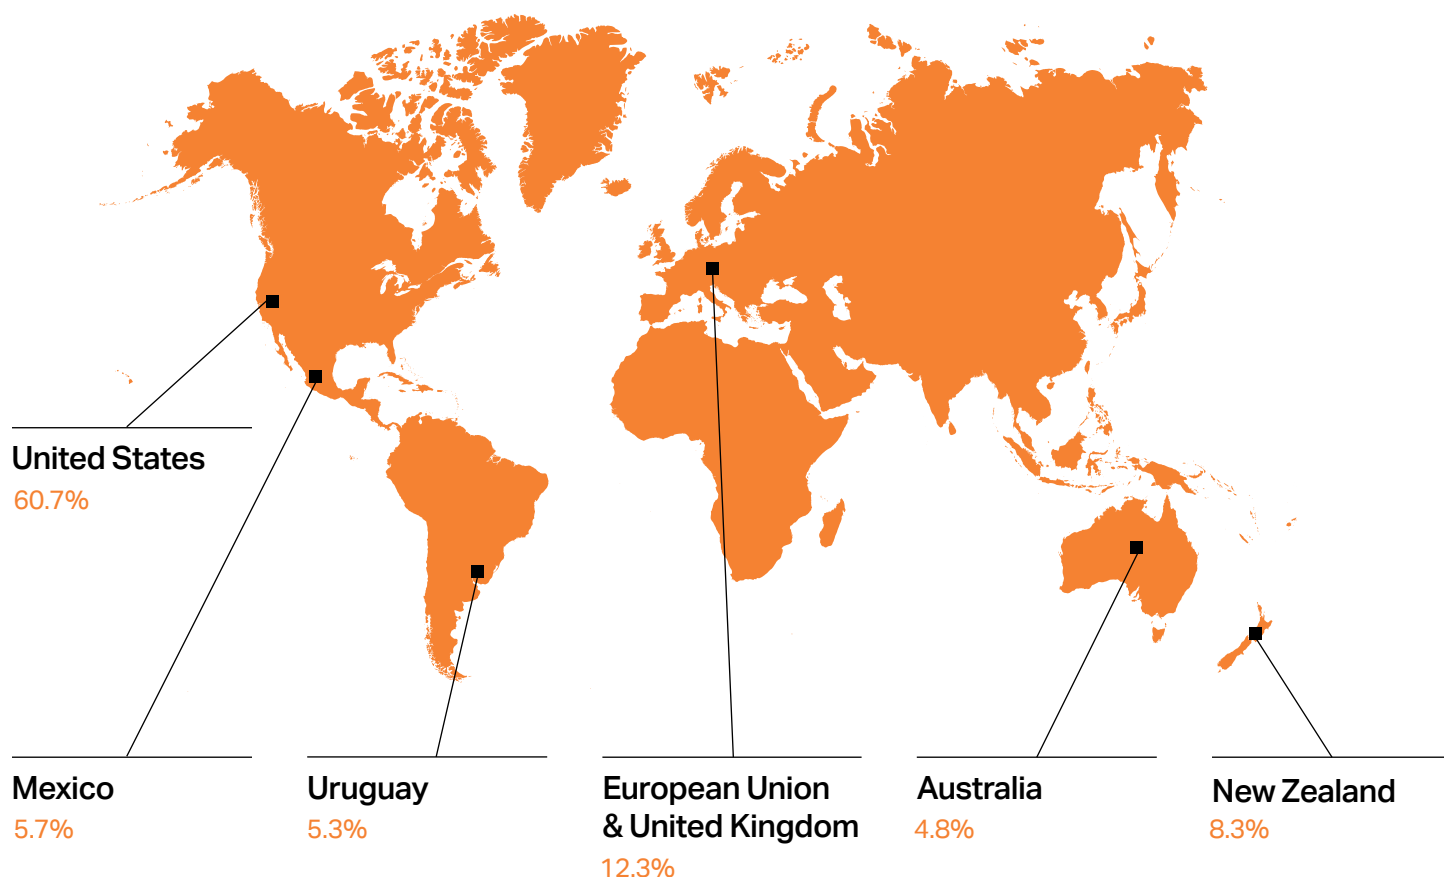 United States
60.7%
Mexico
5.7%
Uruguay
5.3%
European Union
& United Kingdom
12.3%
Australia
4.8%
New Zealand
8.3%